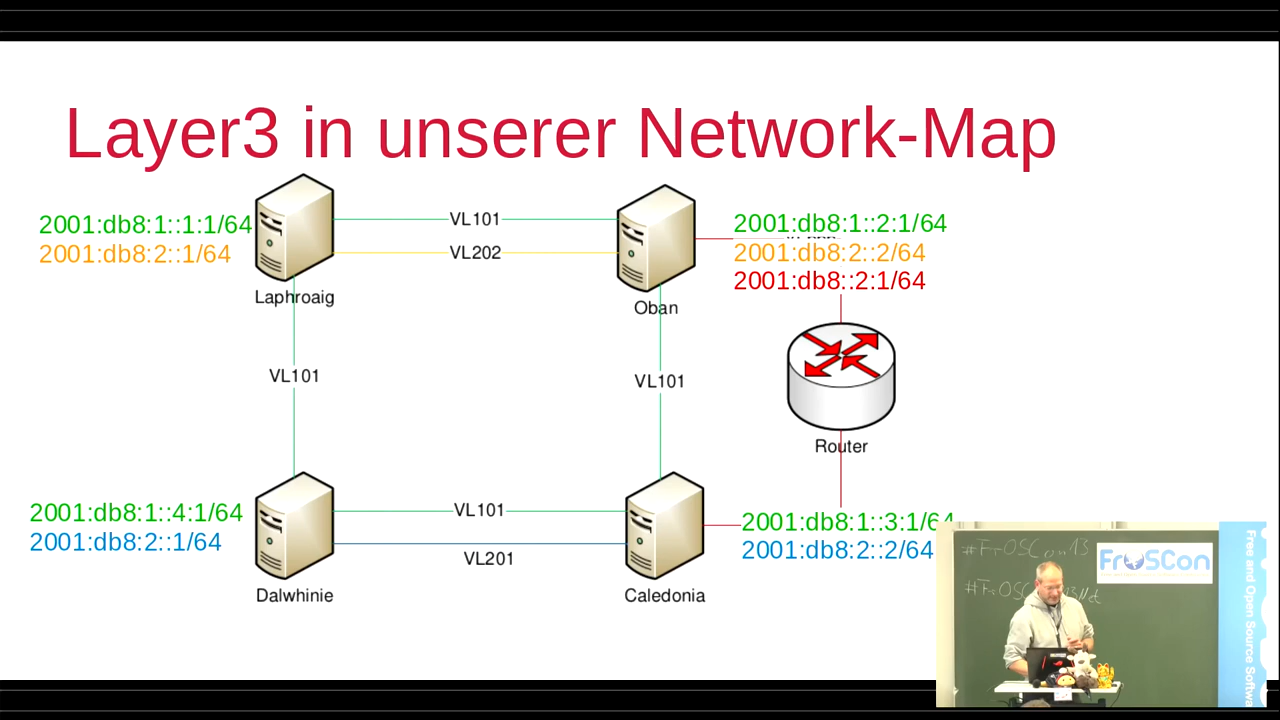 Layer3 in unserer Network-Map
2001:db8:1::1:1/64
2001:db8:2::1/64
VL101
VL202
2001:db8:1::2:1/64
2001:db8:2::2/64
2001:db8::2:1/64
Laphroaig
Oban
VL101
VL101
Router
2001:db8:1::4:1/64
2001:db8:2::1/64
VL101
VL201
2001:db8:1::3:1/64
2001:db8:2::2/64
Dalwhinie
Caledonia
#FrOSCon13
FrOSCon
Free and Open Source Softwa